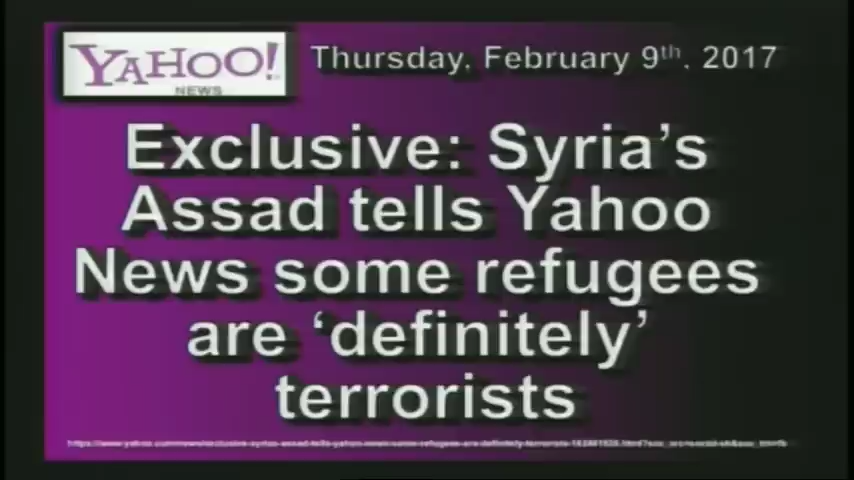 YAHOO!
NEWS
Thursday, February 9th, 2017
Exclusive: Syria's
Assad tells Yahoo
News some refugees
are ‘definitely’
terrorists